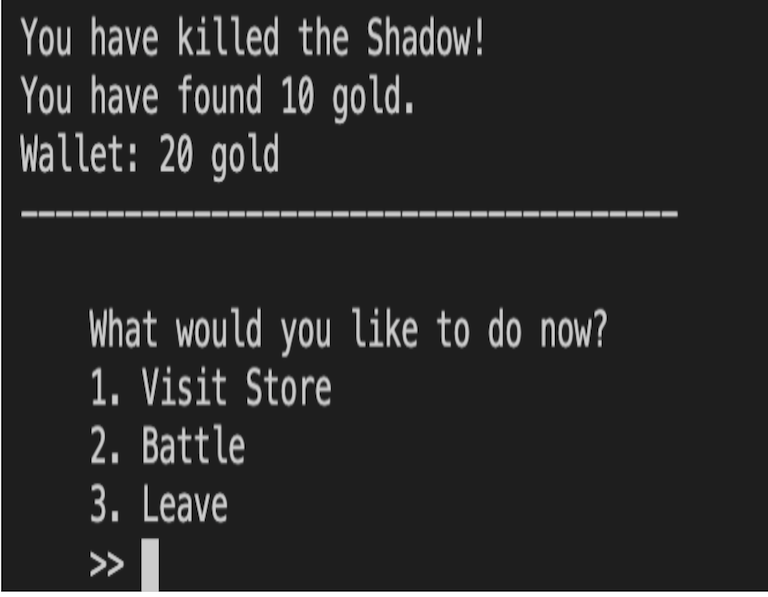 You have killed the Shadow!
You have found 10 gold.
Wallet: 20 gold
--------------------------------------
What would you like to do now?
1. Visit Store
2. Battle
3. Leave
>>